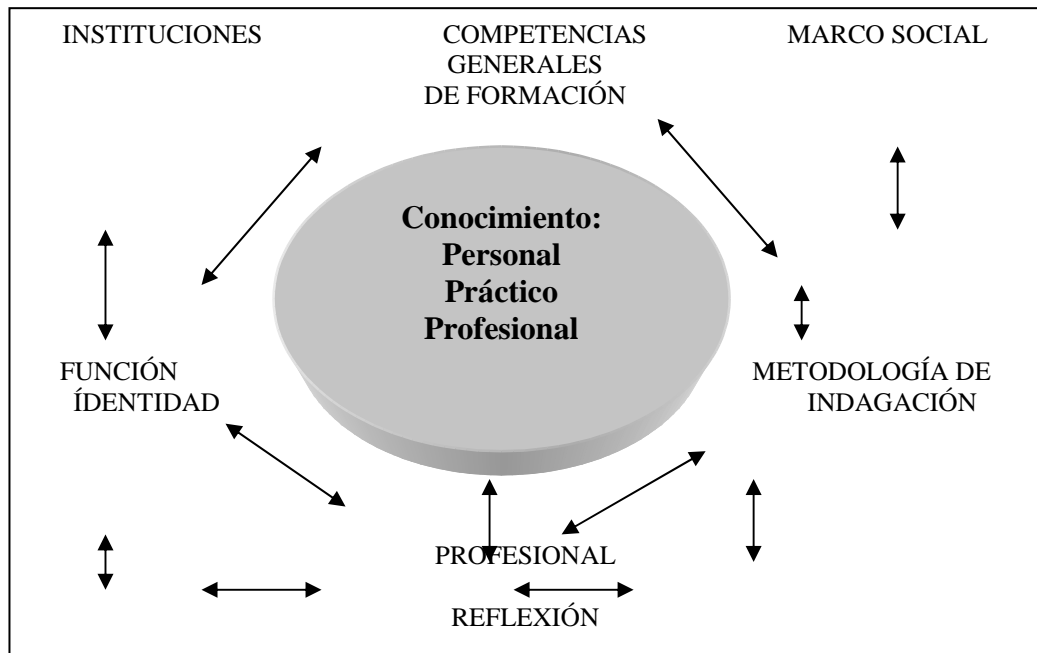 INSTITUCIONES
COMPETENCIAS
GENERALES
DE FORMACIÓN
MARCO SOCIAL
Conocimiento:
Personal
Práctico
Profesional
FUNCIÓN
ÍDENTIDAD
METODOLOGÍA DE
INDAGACIÓN
PROFESIONAL
REFLEXIÓN